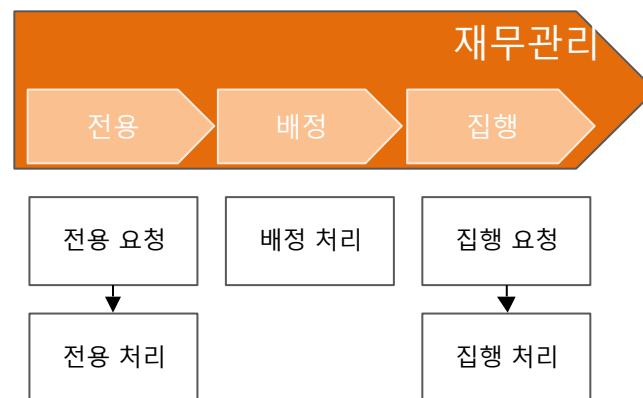 재무관리
전용
배정
집행
전용 요청
배정 처리
집행 요청
전용 처리
집행 처리